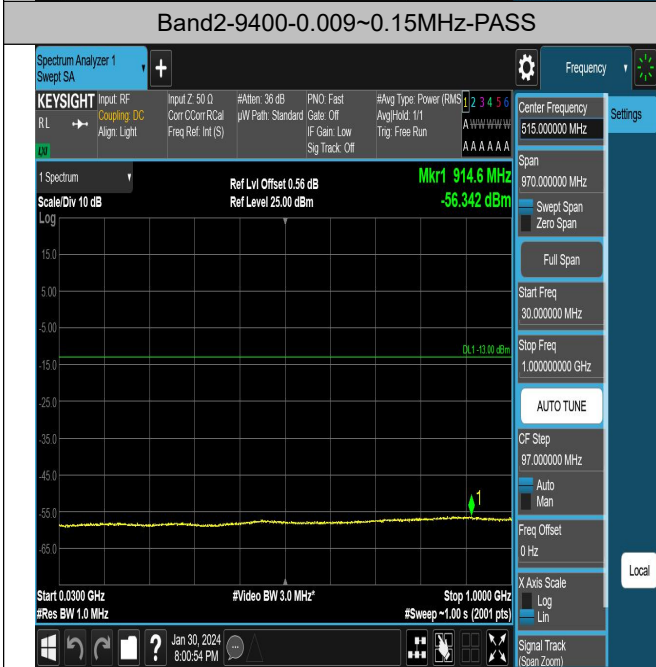 Band2-9400-0.009~0.15MHz-PASS
Spectrum Analyzer 1
Swept SA
Frequency
KEYSIGHT
RL
LXI
Input: RF
Coupling: DC
Align: Light
Input Z: 50 Ω
Corr CCorr RCal
Freq Ref: Int (S)
#Atten: 36 dB
µW Path: Standard
PNO: Fast
Gate: Off
IF Gain: Low
Sig Track: Off
#Avg Type: Power (RMS
Avg|Hold: 1/1
Trig: Free Run
1 2 3 4 5 6
A W W W W W
A A A A A A
1 Spectrum
Scale/Div 10 dB
Log
Ref Lvl Offset 0.56 dB
Ref Level 25.00 dBm
Mkr1 914.6 MHz
-56.342 dBm
15.0
5.00
-5.00
DL1 -13.00 dBm
-15.0
-25.0
-35.0
-45.0
1
-55.0
-65.0
Start 0.0300 GHz
#Res BW 1.0 MHz
#Video BW 3.0 MHz*
Stop 1.0000 GHz
#Sweep ~1.00 s (2001 pts)
Jan 30, 2024
8:00:54 PM
Center Frequency
515.000000 MHz
Settings
Span
970.000000 MHz
Swept Span
Zero Span
Full Span
Start Freq
30.000000 MHz
Stop Freq
1.000000000 GHz
AUTO TUNE
CF Step
97.000000 MHz
Auto
Man
Freq Offset
0 Hz
Local
X Axis Scale
Log
Lin
Signal Track
(Span Zoom)